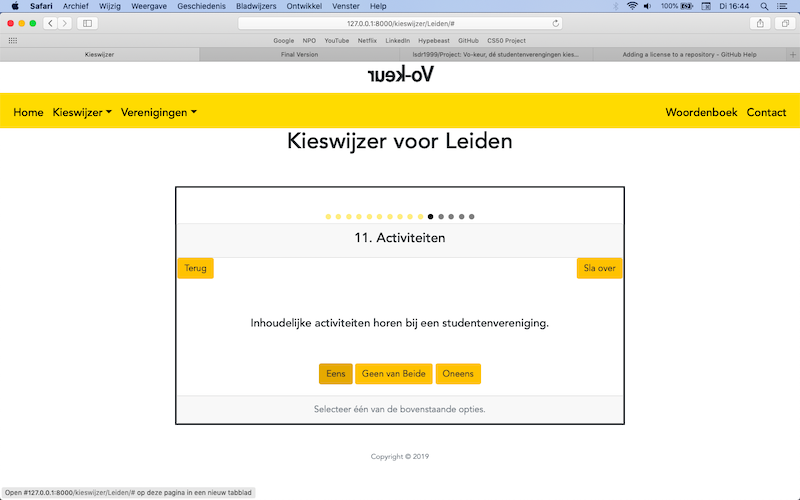 Safari Archief Wijzig Weergave Geschiedenis Bladwijzers Ontwikkel Venster Help 100% Di 16:44
127.0.0.1:8000/kieswijzer/Leiden/#
Google NPO YouTube Netflix LinkedIn Hypebeast GitHub CS50 Project
Kieswijzer Final Version lsdr1999/Project: Vo-keur, dé studentenverengingen kies... Adding a license to a repository - GitHub Help
Vo-keur
Home Kieswijzer Verenigingen Woordenboek Contact
Kieswijzer voor Leiden
11. Activiteiten
Terug Sla over
Inhoudelijke activiteiten horen bij een studentenvereniging.
Eens Geen van Beide Oneens
Selecteer één van de bovenstaande opties.
Copyright © 2019
Open #127.0.0.1:8000/kieswijzer/Leiden/# op deze pagina in een nieuw tabblad